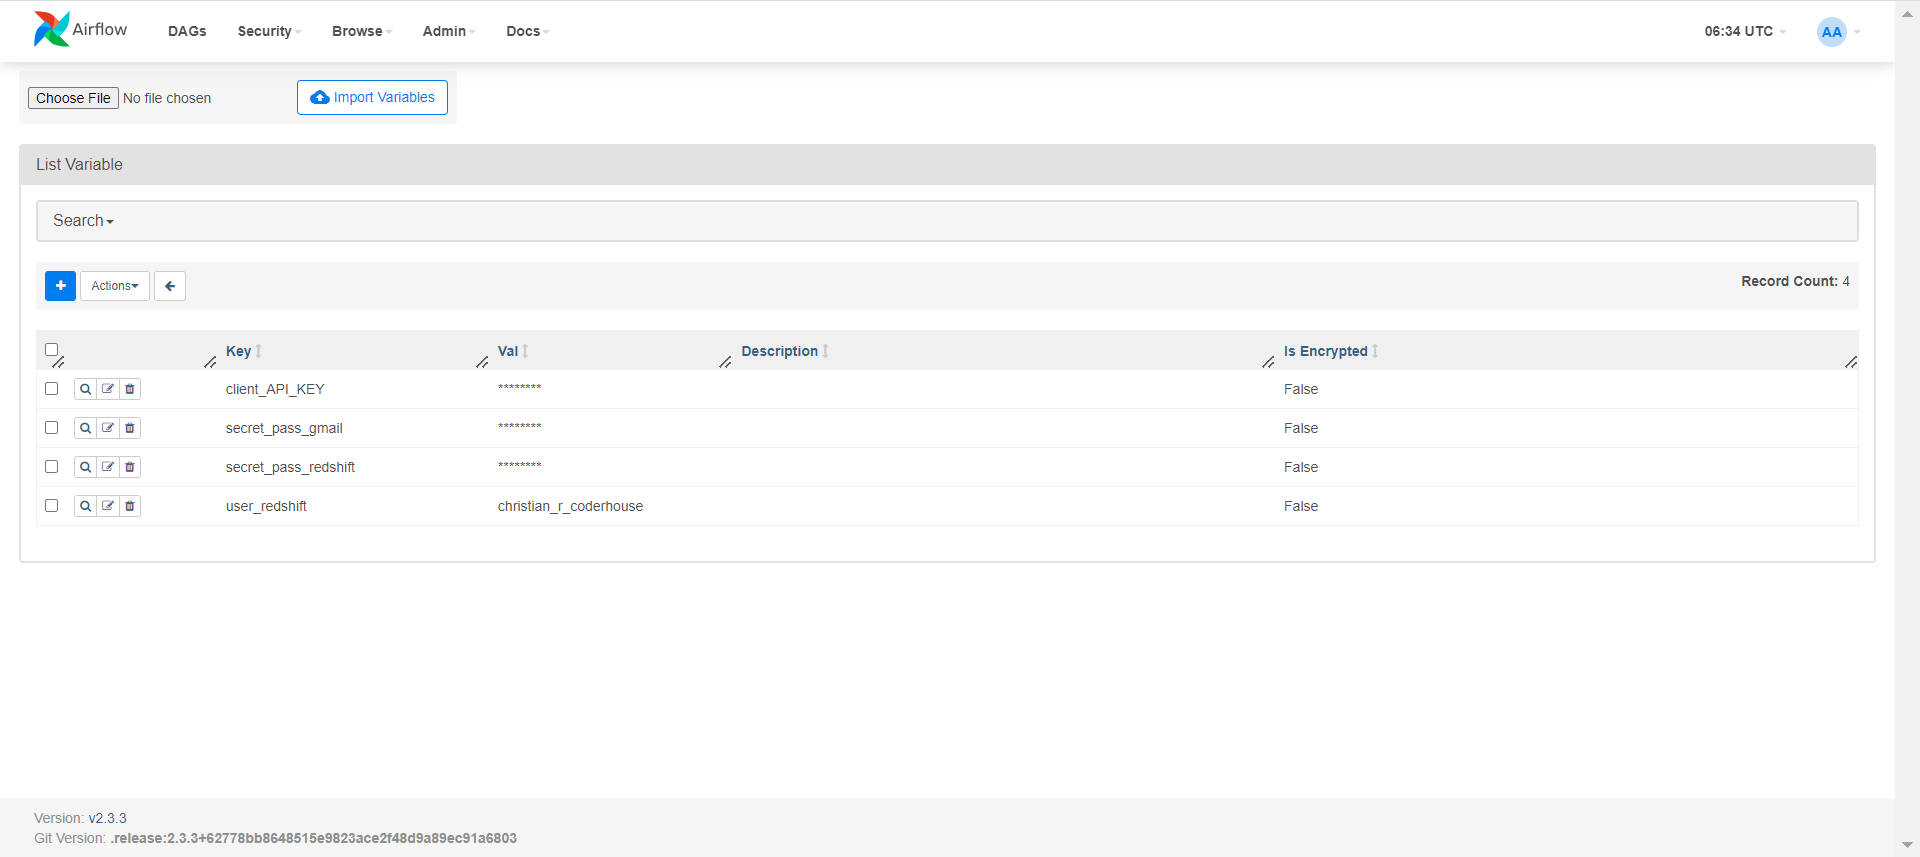 Airflow DAGs Security Browse Admin Docs 06:34 UTC AA
Choose File No file chosen Import Variables
List Variable
Search
+ Actions Record Count: 4
Key Val Description Is Encrypted
client_API_KEY ******** False
secret_pass_gmail ******** False
secret_pass_redshift ******** False
user_redshift christian_r_coderhouse False
Version: v2.3.3
Git Version: .release:2.3.3+62778bb8648515e9823ace2f48d9a89ec91a6803